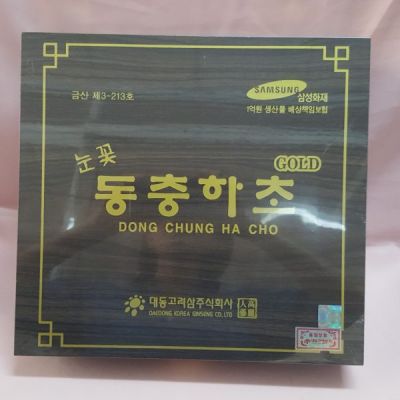 금산 제3-213호
SAMSUNG 삼성화재
1억원 생산물 배상책임보험
눈꽃
GOLD
동충하초
DONG CHUNG HA CHO
대동고려삼주식회사
DAEDONG KOREA GINSENG CO., LTD